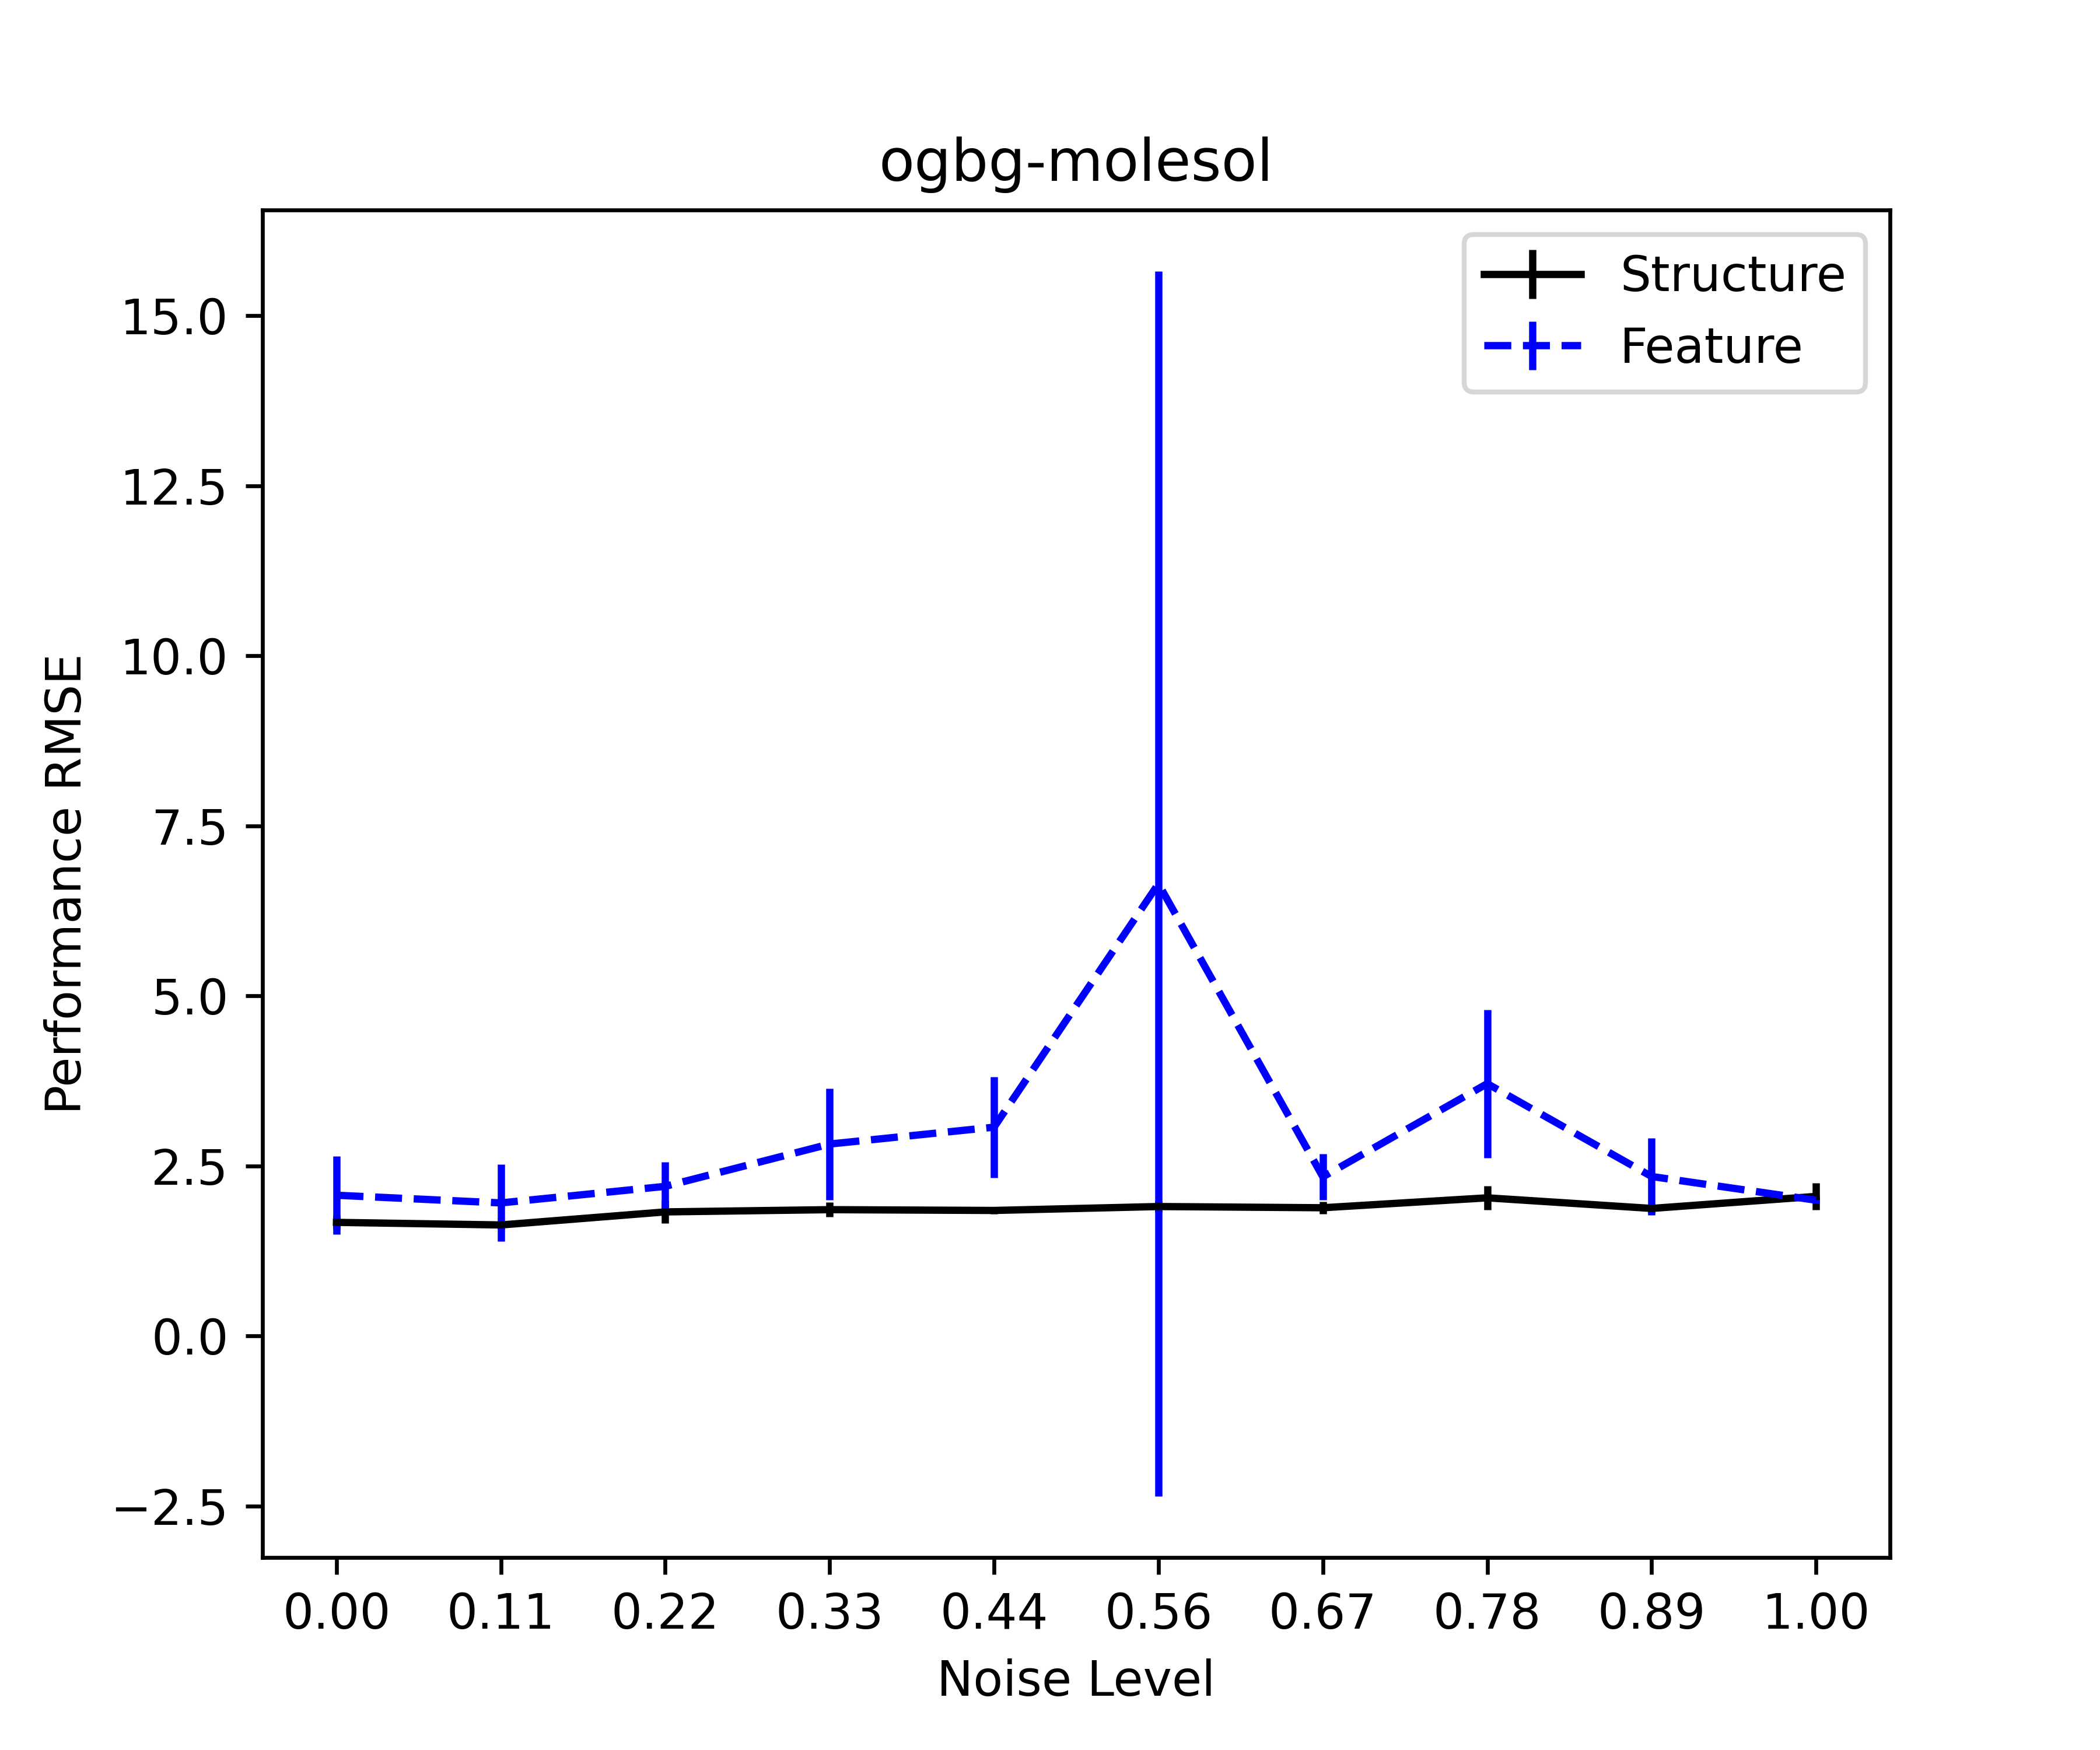 ogbg-molesol
Structure
Feature
Performance RMSE
15.0
12.5
10.0
7.5
5.0
2.5
0.0
−2.5
0.00 0.11 0.22 0.33 0.44 0.56 0.67 0.78 0.89 1.00
Noise Level